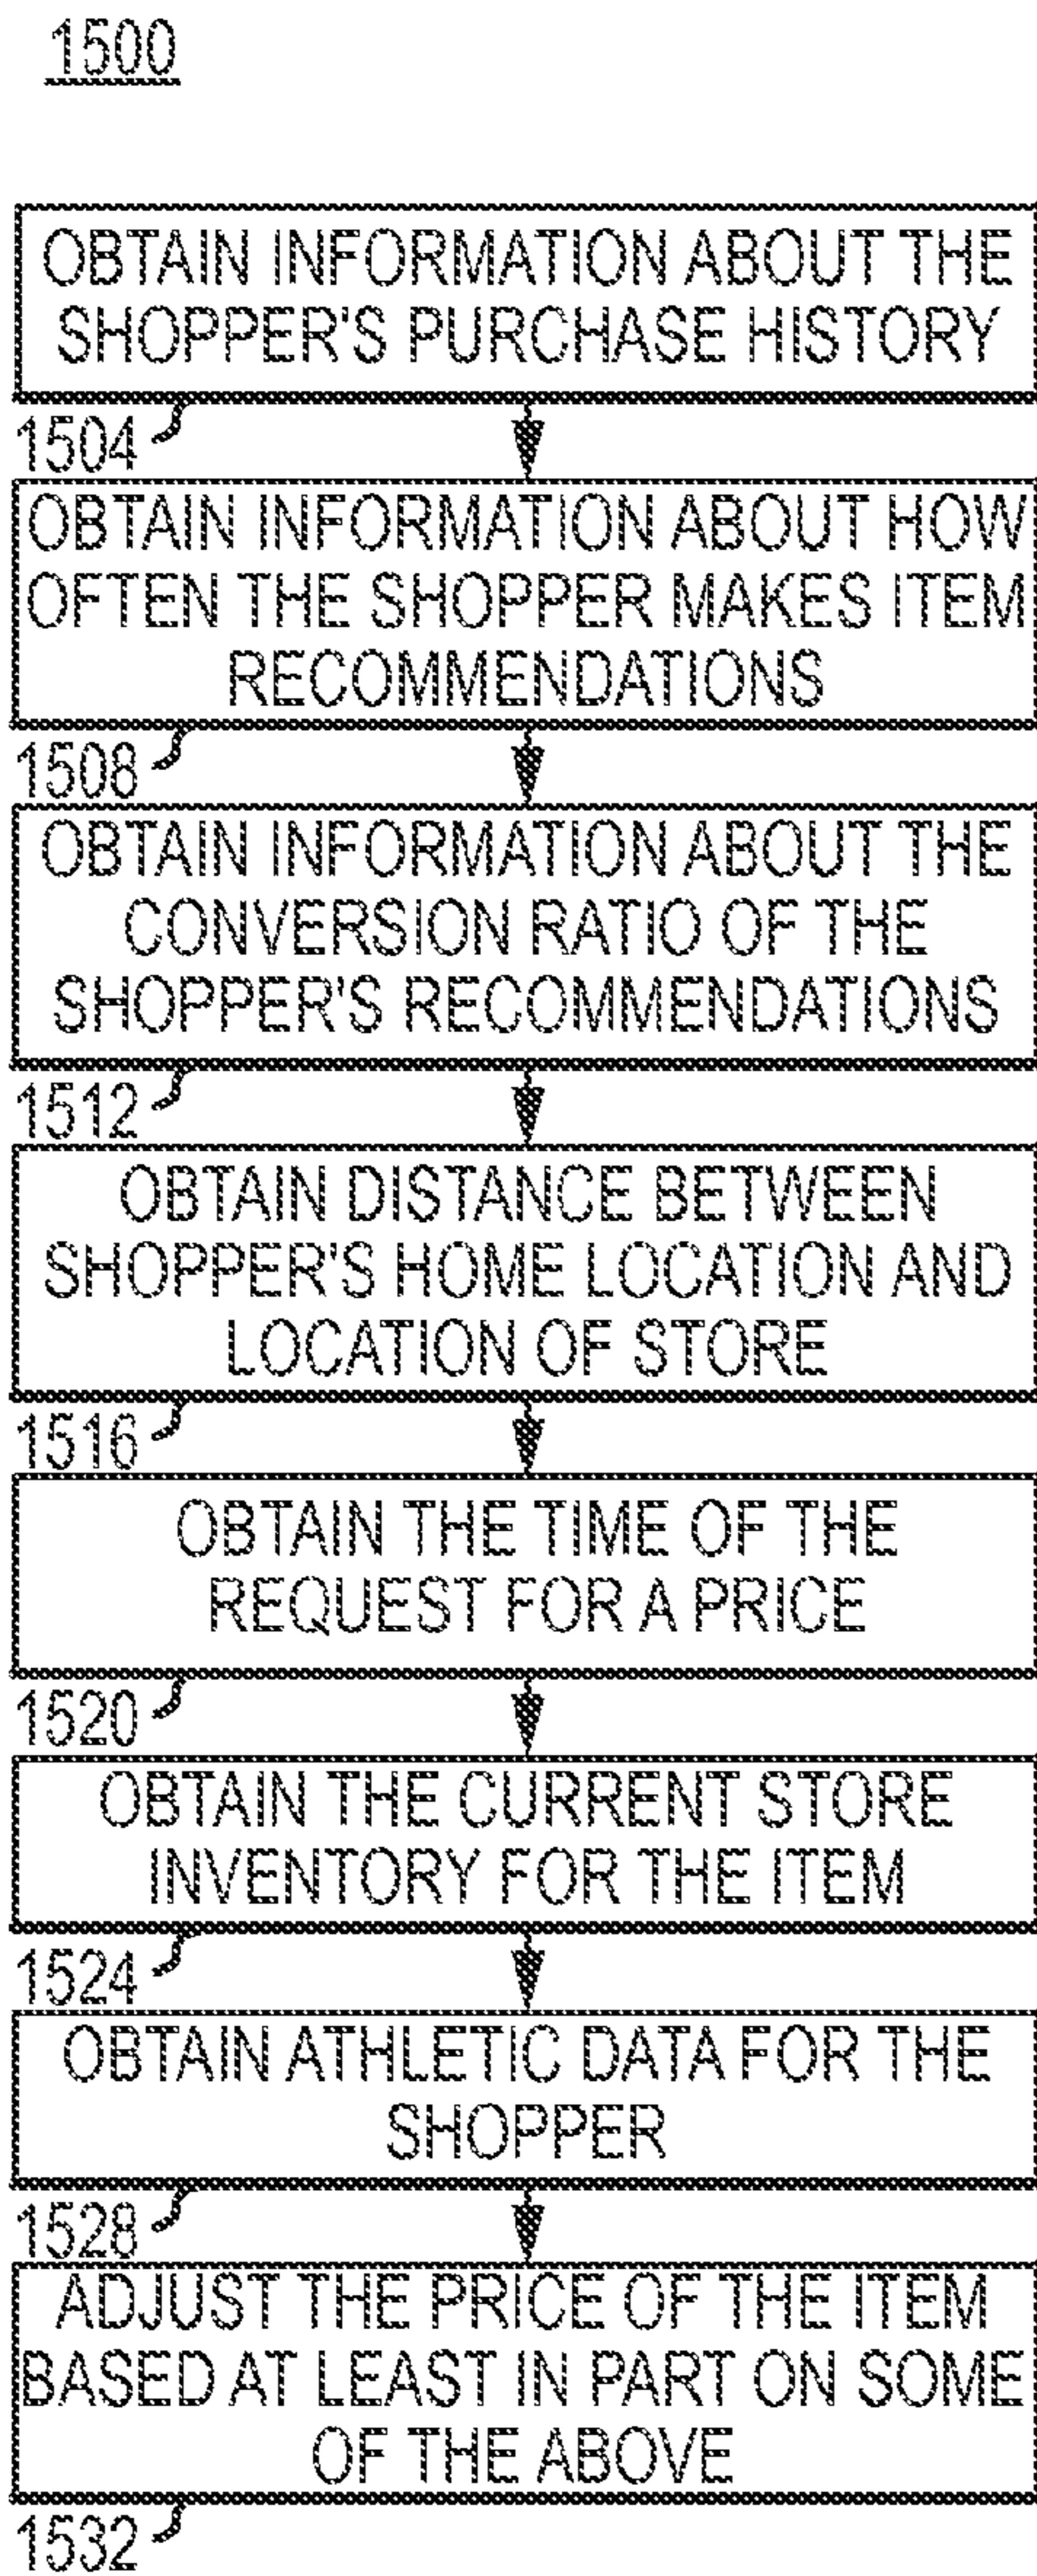 1500
OBTAIN INFORMATION ABOUT THE
SHOPPER'S PURCHASE HISTORY
1504
OBTAIN INFORMATION ABOUT HOW
OFTEN THE SHOPPER MAKES ITEM
RECOMMENDATIONS
1508
OBTAIN INFORMATION ABOUT THE
CONVERSION RATIO OF THE
SHOPPER'S RECOMMENDATIONS
1512
OBTAIN DISTANCE BETWEEN
SHOPPER'S HOME LOCATION AND
LOCATION OF STORE
1516
OBTAIN THE TIME OF THE
REQUEST FOR A PRICE
1520
OBTAIN THE CURRENT STORE
INVENTORY FOR THE ITEM
1524
OBTAIN ATHLETIC DATA FOR THE
SHOPPER
1528
ADJUST THE PRICE OF THE ITEM
BASED AT LEAST IN PART ON SOME
OF THE ABOVE
1532